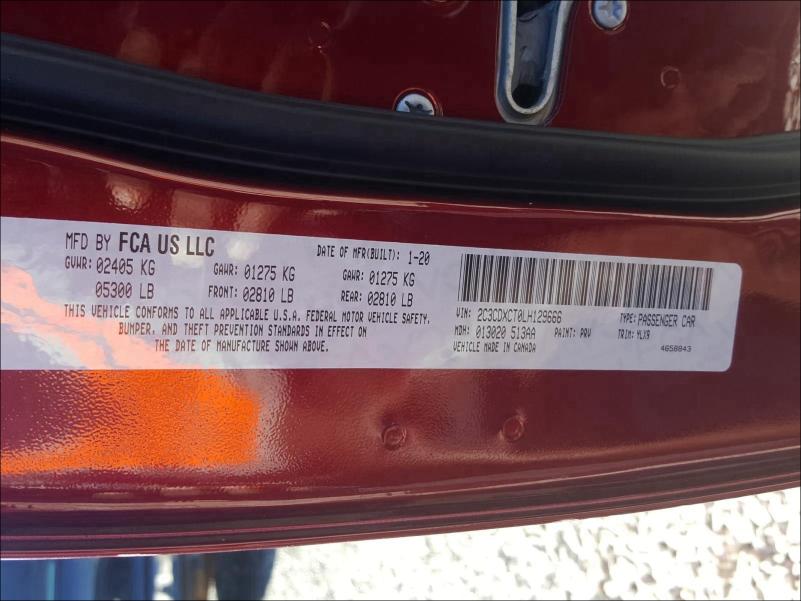 MFD BY FCA US LLC DATE OF MFR(BUILT): 1-20
GVWR: 02405 KG GAWR: 01275 KG GAWR: 01275 KG
05300 LB FRONT: 02810 LB REAR: 02810 LB
THIS VEHICLE CONFORMS TO ALL APPLICABLE U.S.A. FEDERAL MOTOR VEHICLE SAFETY,
BUMPER, AND THEFT PREVENTION STANDARDS IN EFFECT ON
THE DATE OF MANUFACTURE SHOWN ABOVE.
VIN: 2C3CDXCT0LH129666 TYPE: PASSENGER CAR
MDH: 013020 513AA PAINT: PRV TRIM: YLX9
VEHICLE MADE IN CANADA 4658843